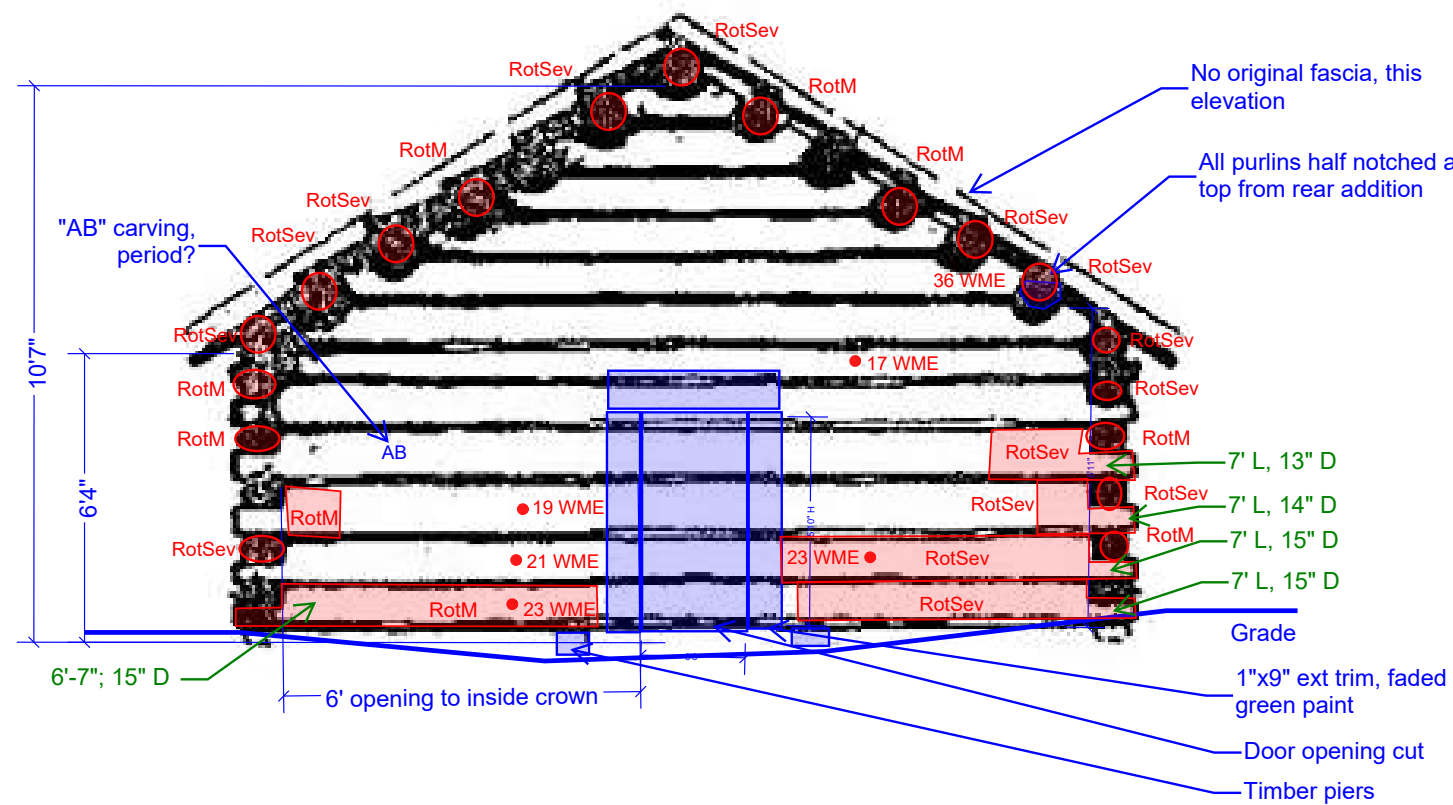 RotSev
RotSev
No original fascia, this
elevation
RotM
RotM
RotM
All purlins half notched
top from rear addition
RotSev
RotSev
"AB" carving,
period?
RotSev
RotSev
36 WME
10'7"
RotSev
RotSev
17 WME
RotM
RotSev
RotM
AB
RotSev
RotM
7' L, 13" D
6'4"
RotM
19 WME
RotSev
RotSev
7' L, 14" D
RotSev
21 WME
23 WME
RotSev
RotM
7' L, 15" D
RotM
23 WME
RotSev
7' L, 15" D
Grade
6'-7"; 15" D
6' opening to inside crown
1"x9" ext trim, faded
green paint
Door opening cut
Timber piers